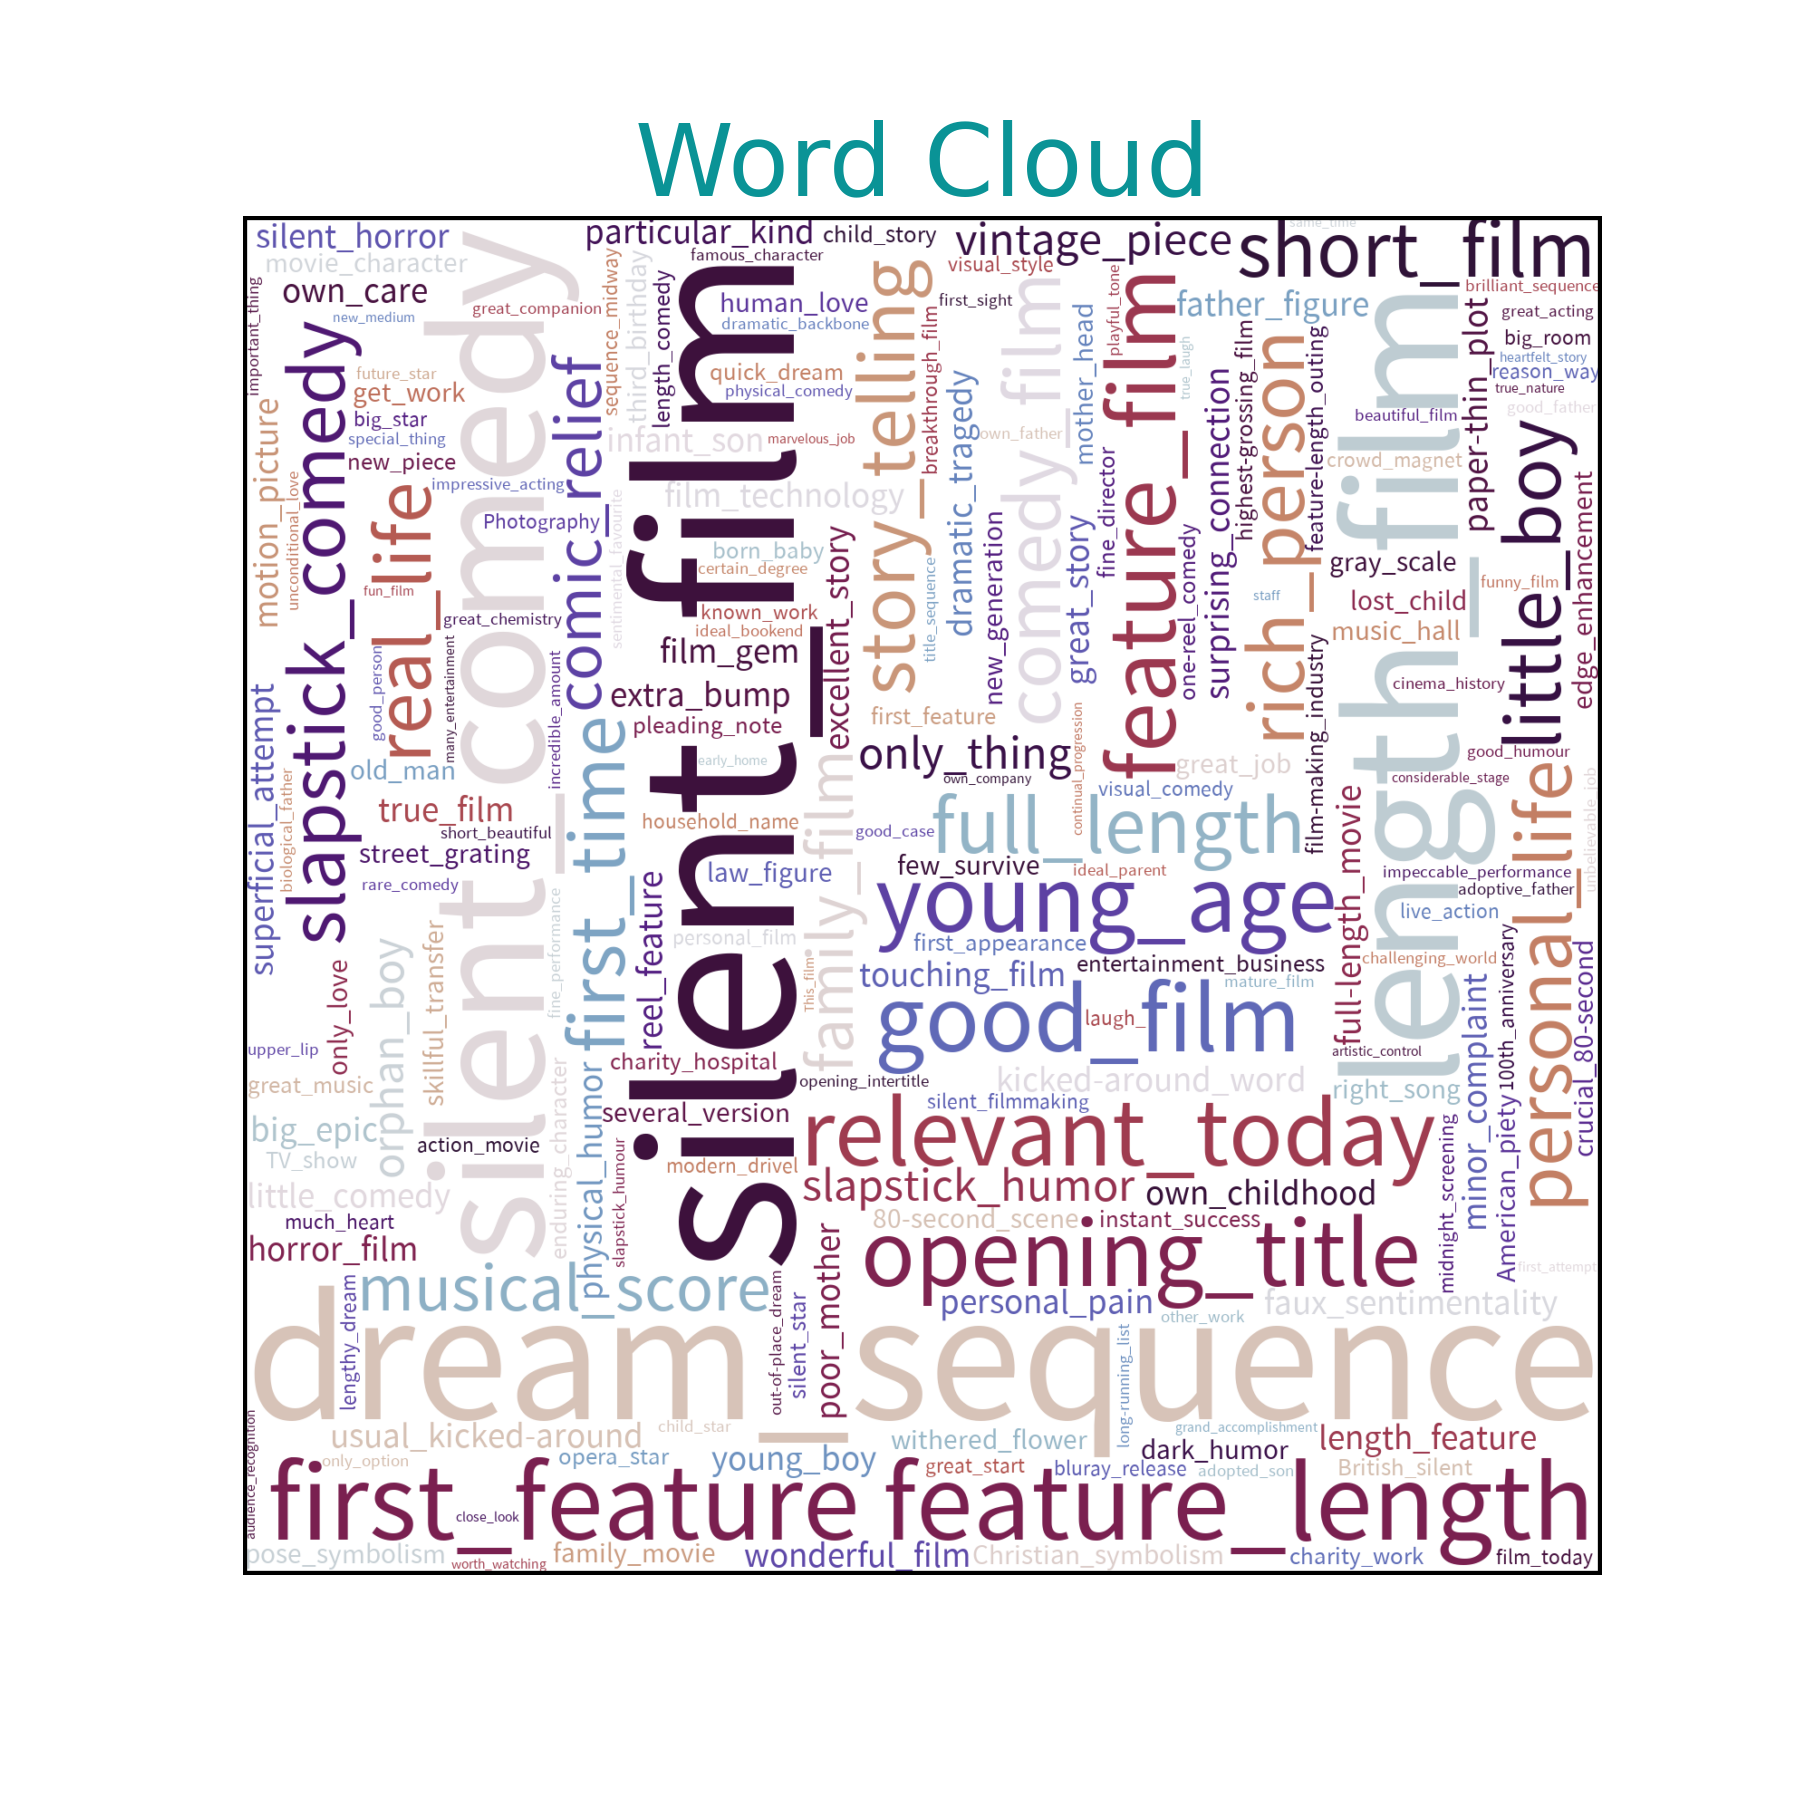 Word Cloud
silent_horror
particular_kind
child_story
vintage_piece
short_film
same_time
movie_character
famous_character
visual_style
own_care
important_thing
new_medium
great_companion
sequence_midway
third_birthday
length_comedy
human_love
dramatic_backbone
first_sight
playful_tone
father_figure
brilliant_sequence
great_acting
big_room
heartfelt_story
reason_way
true_nature
good_father
future_star
get_work
big_star
special_thing
new_piece
impressive_acting
quick_dream
physical_comedy
infant_son
marvelous_job
own_father
mother_head
true_laugh
highest-grossing_film
feature-length_outing
beautiful_film
paper-thin_plot
crowd_magnet
motion_picture
unconditional_love
slapstick_comedy
silent_comedy
comic_relief
Photography
sentimental_favourite
film_technology
silent_film
story_telling
breakthrough_film
dramatic_tragedy
comedy_film
feature_film
surprising_connection
rich_person
length_film
little_boy
edge_enhancement
gray_scale
funny_film
lost_child
music_hall
staff
fine_director
one-reel_comedy
great_story
new_generation
title_sequence
excellent_story
born_baby
certain_degree
known_work
ideal_bookend
film_gem
extra_bump
pleading_note
early_home
fun_film
real_life
great_chemistry
good_person
many_entertainment
incredible_amount
old_man
true_film
short_beautiful
street_grating
rare_comedy
superficial_attempt
biological_father
first_time
household_name
first_feature
only_thing
own_company
continual_progression
great_job
visual_comedy
film-making_industry
cinema_history
good_humour
considerable_stage
full-length_movie
personal_life
unbelievable_job
good_case
full_length
family_film
law_figure
few_survive
ideal_parent
impeccable_performance
adoptive_father
live_action
young_age
reel_feature
personal_film
This_film
first_appearance
entertainment_business
touching_film
mature_film
challenging_world
good_film
laugh_
artistic_control
fine_performance
only_love
orphan_boy
skillful_transfer
upper_lip
great_music
big_epic
TV_show
action_movie
little_comedy
much_heart
horror_film
enduring_character
physical_humor
slapstick_humour
charity_hospital
several_version
modern_drivel
opening_intertitle
kicked-around_word
silent_filmmaking
right_song
minor_complaint
100th_anniversary
American_piety
crucial_80-second
relevant_today
slapstick_humor
own_childhood
midnight_screening
80-second_scene
instant_success
opening_title
first_attempt
personal_pain
faux_sentimentality
other_work
musical_score
lengthy_dream
out-of-place_dream
silent_star
poor_mother
dream_sequence
long-running_list
audience_recognition
usual_kicked-around
child_star
only_option
opera_star
young_boy
withered_flower
grand_accomplishment
great_start
bluray_release
dark_humor
adopted_son
length_feature
British_silent
first_feature
close_look
feature_length
pose_symbolism
worth_watching
family_movie
wonderful_film
Christian_symbolism
charity_work
film_today